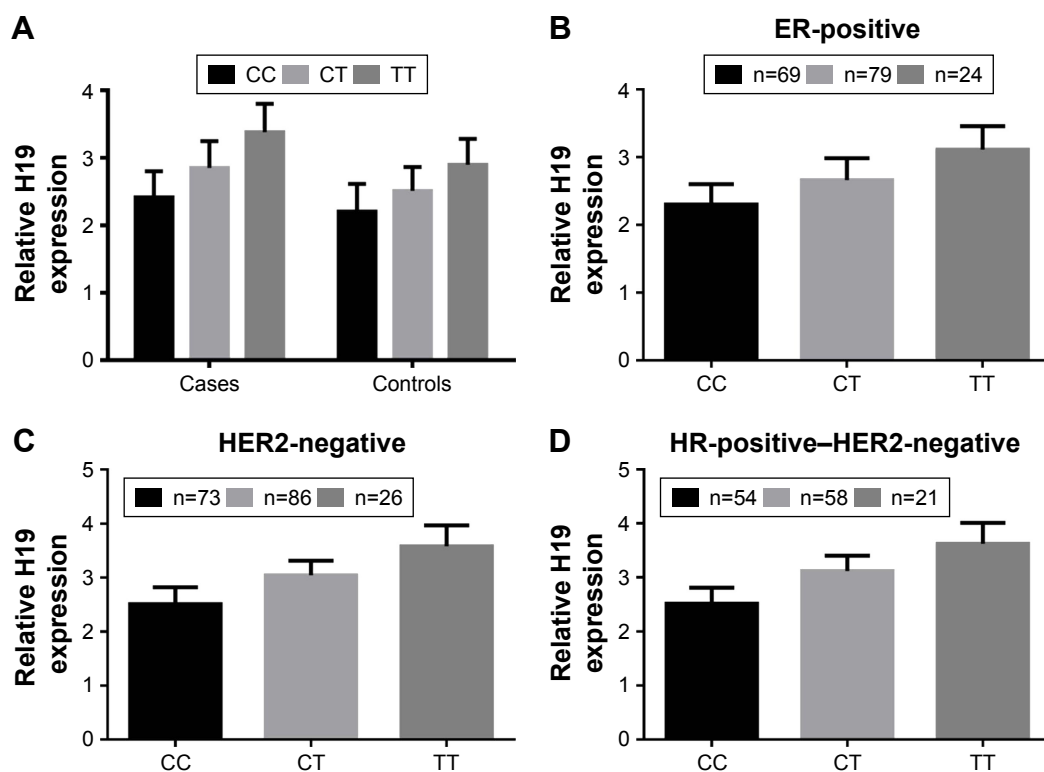 A
CC CT TT
4
3
2
1
0
Relative H19
expression
Cases Controls
B
ER-positive
n=69 n=79 n=24
4
3
2
1
0
Relative H19
expression
CC CT TT
C
HER2-negative
n=73 n=86 n=26
5
4
3
2
1
0
Relative H19
expression
CC CT TT
D
HR-positive–HER2-negative
n=54 n=58 n=21
5
4
3
2
1
0
Relative H19
expression
CC CT TT